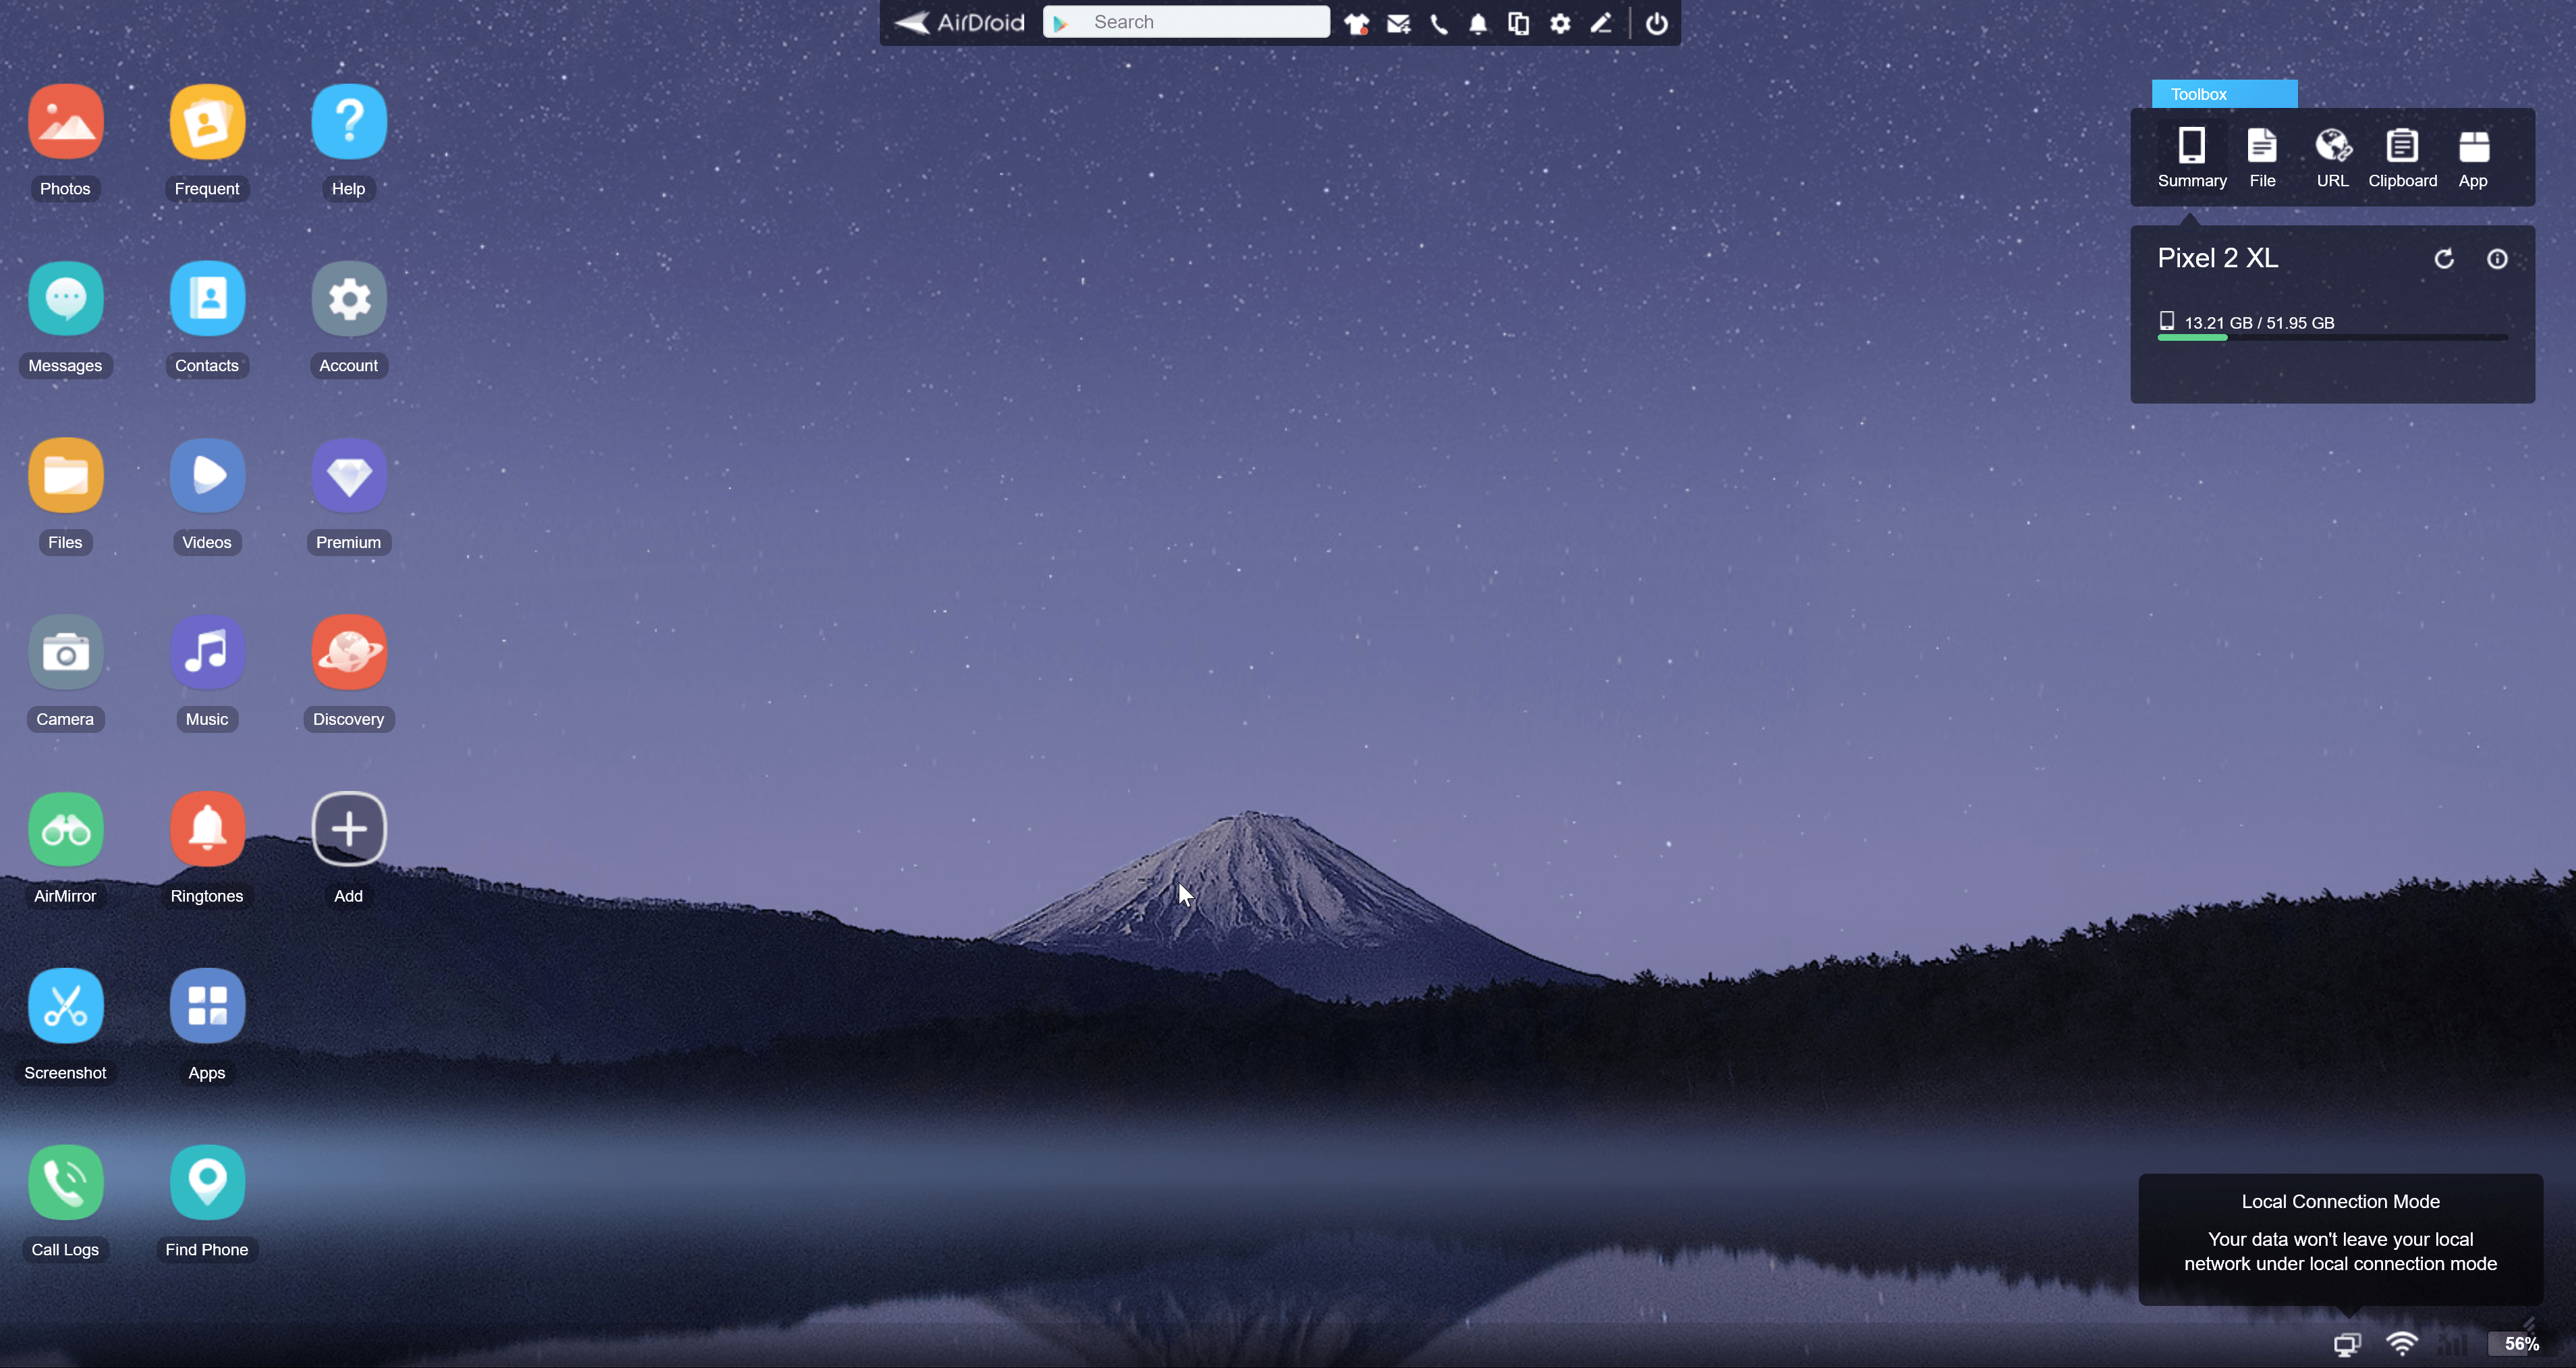 AirDroid
Search
Photos
Frequent
Help
Messages
Contacts
Account
Files
Videos
Premium
Camera
Music
Discovery
AirMirror
Ringtones
Add
Screenshot
Apps
Call Logs
Find Phone
Toolbox
Summary
File
URL
Clipboard
App
Pixel 2 XL
13.21 GB / 51.95 GB
Local Connection Mode
Your data won't leave your local
network under local connection mode
56%